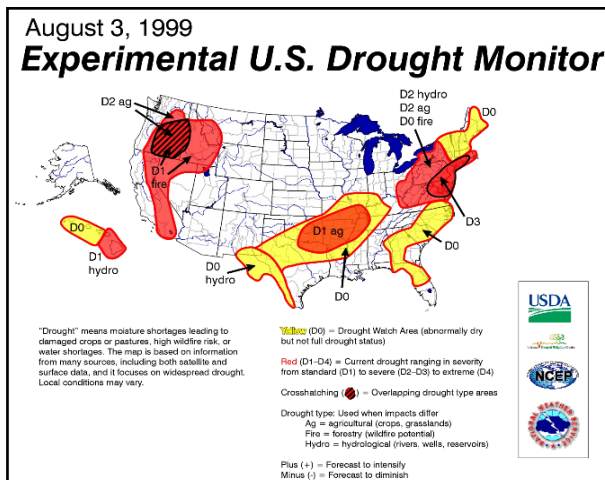 August 3, 1999
Experimental U.S. Drought Monitor
D2 ag
D2 hydro
D2 ag
D0 fire
D0
D1
fire
D3
D0
D1 ag
D0
D1
hydro
D0
hydro
D0
"Drought" means moisture shortages leading to
damaged crops or pastures, high wildfire risk, or
water shortages. The map is based on information
from many sources, including both satellite and
surface data, and it focuses on widespread drought.
Local conditions may vary.
Yellow (D0) = Drought Watch Area (abnormally dry
but not full drought status)
Red (D1–D4) = Current drought ranging in severity
from standard (D1) to severe (D2–D3) to extreme (D4)
Crosshatching ( ) = Overlapping drought type areas
Drought type: Used when impacts differ
Ag = agricultural (crops, grasslands)
Fire = forestry (wildfire potential)
Hydro = hydrological (rivers, wells, reservoirs)
Plus (+) = Forecast to intensify
Minus (-) = Forecast to diminish
USDA
NCEP
NATIONAL WEATHER SERVICE